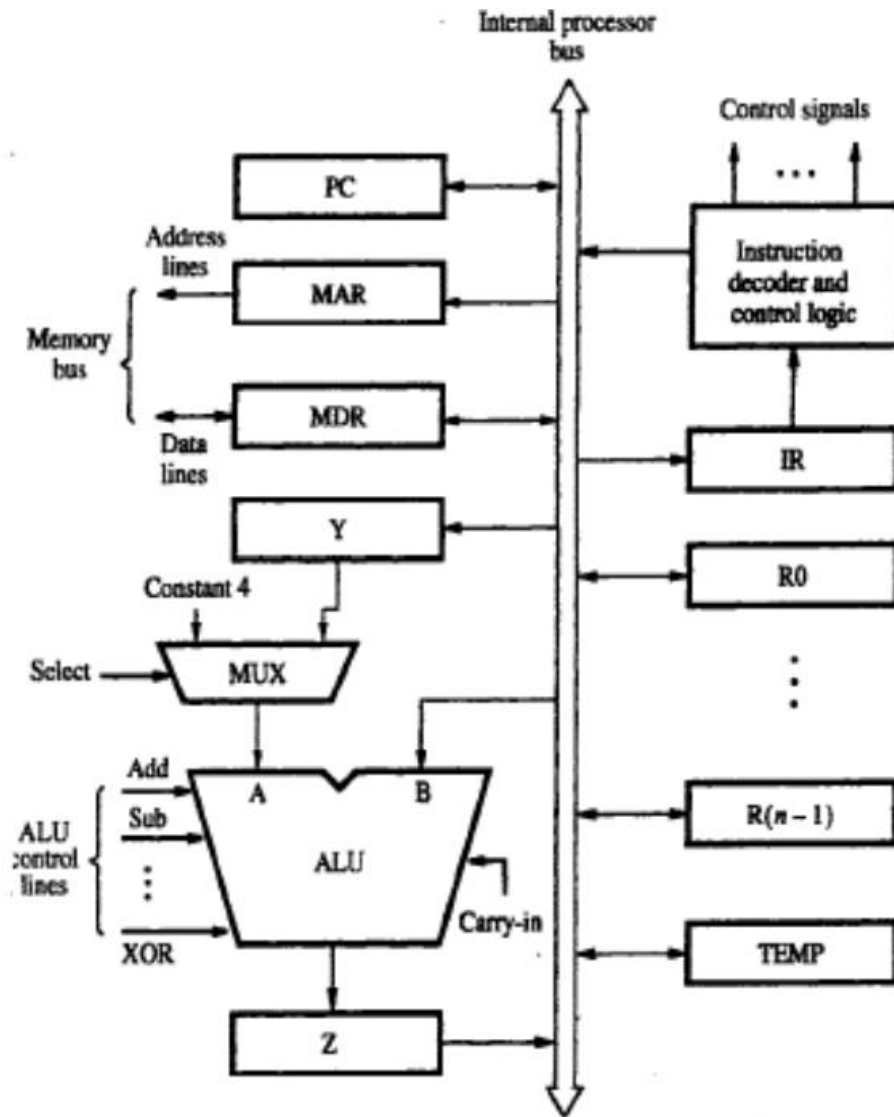 Internal processor
bus
Control signals
...
PC
Address
lines
MAR
Instruction
decoder and
control logic
Memory
bus
MDR
Data
lines
IR
Y
Constant 4
R0
Select
MUX
Add
A
B
R(n – 1)
Sub
ALU
control
lines
ALU
Carry-in
XOR
TEMP
Z